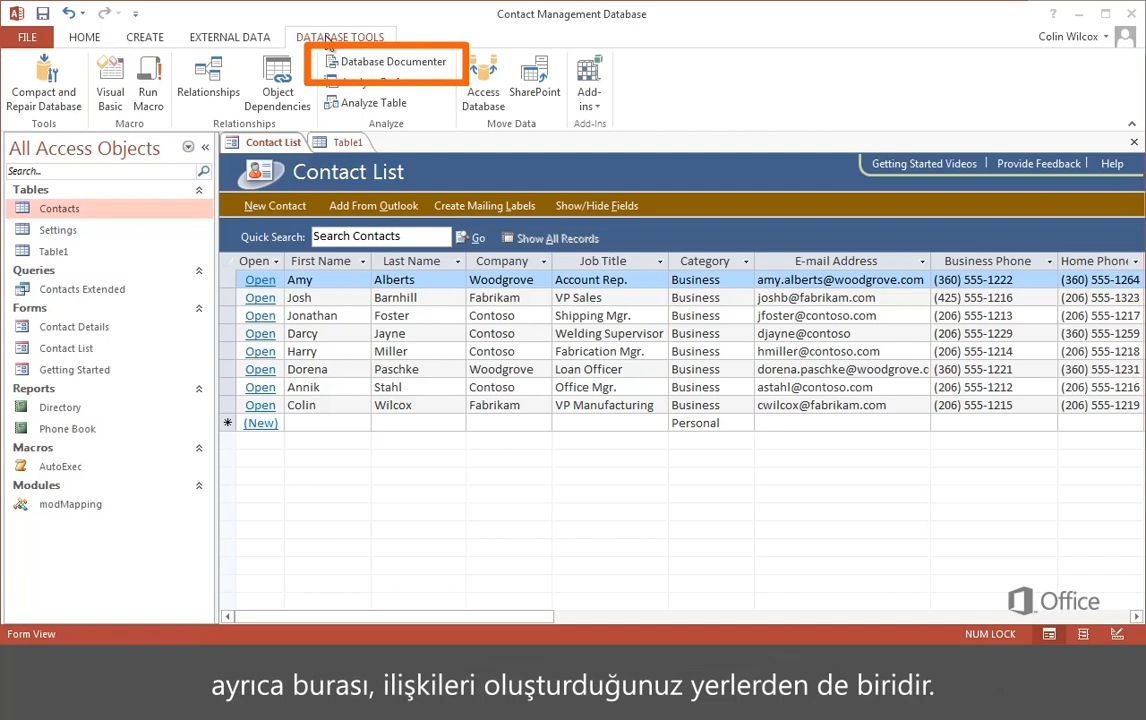 Contact Management Database
FILE HOME CREATE EXTERNAL DATA DATABASE TOOLS Colin Wilcox
Compact and Repair Database
Visual Basic
Run Macro
Relationships
Object Dependencies
Database Documenter
Analyze Table
Access Database
SharePoint
Add-ins
Tools Macro Relationships Analyze Move Data Add-Ins
All Access Objects
Search...
Tables
Contacts
Settings
Table1
Queries
Contacts Extended
Forms
Contact Details
Contact List
Getting Started
Reports
Directory
Phone Book
Macros
AutoExec
Modules
modMapping
Contact List Table1
Contact List
Getting Started Videos | Provide Feedback | Help
New Contact Add From Outlook Create Mailing Labels Show/Hide Fields
Quick Search: Search Contacts Go Show All Records
Open First Name Last Name Company Job Title Category E-mail Address Business Phone Home Phone
Open Amy Alberts Woodgrove Account Rep. Business amy.alberts@woodgrove.com (360) 555-1222 (360) 555-1264
Open Josh Barnhill Fabrikam VP Sales Business joshb@fabrikam.com (425) 555-1216 (206) 555-1323
Open Jonathan Foster Contoso Shipping Mgr. Business jfoster@contoso.com (206) 555-1213 (206) 555-1217
Open Darcy Jayne Contoso Welding Supervisor Business djayne@contoso (206) 555-1229 (360) 555-1259
Open Harry Miller Contoso Fabrication Mgr. Business hmiller@contoso.com (206) 555-1214 (206) 555-1218
Open Dorena Paschke Woodgrove Loan Officer Business dorena.paschke@woodgrove.c (360) 555-1221 (360) 555-1231
Open Annik Stahl Contoso Office Mgr. Business astahl@contoso.com (206) 555-1212 (206) 555-1216
Open Colin Wilcox Fabrikam VP Manufacturing Business cwilcox@fabrikam.com (206) 555-1215 (206) 555-1219
* (New) Personal
Office
Form View NUM LOCK
ayrıca burası, ilişkileri oluşturduğunuz yerlerden de biridir.